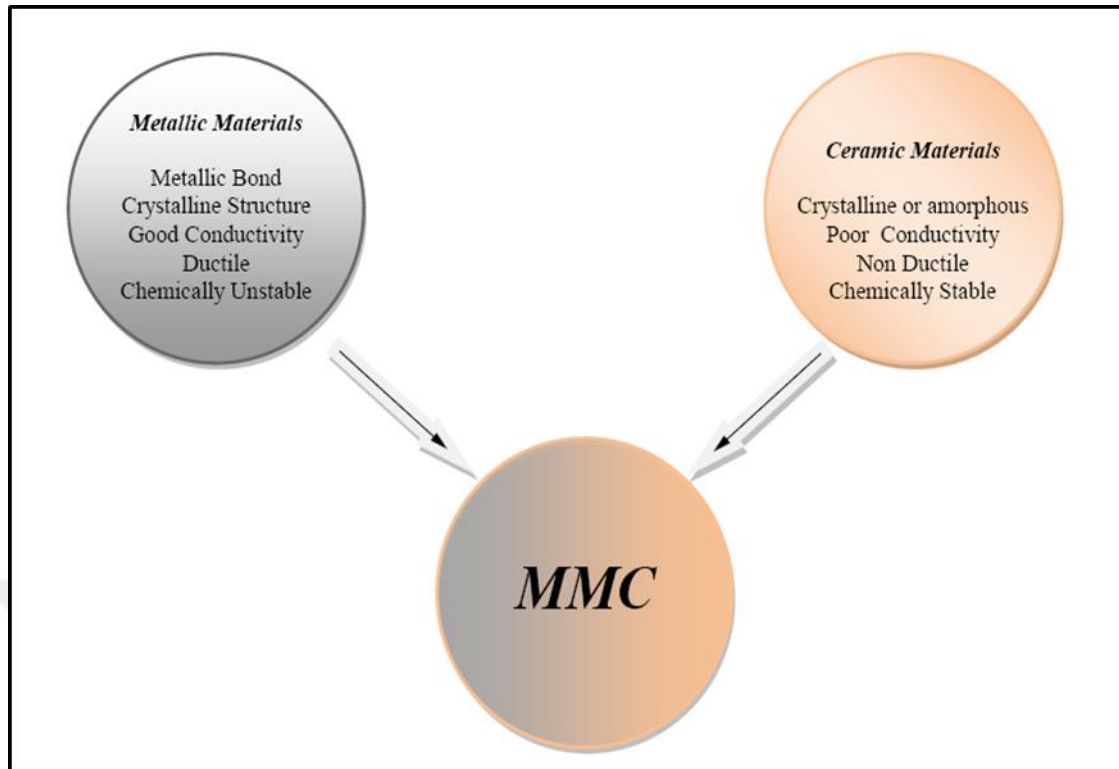 Metallic Materials
Metallic Bond
Crystalline Structure
Good Conductivity
Ductile
Chemically Unstable
Ceramic Materials
Crystalline or amorphous
Poor Conductivity
Non Ductile
Chemically Stable
MMC